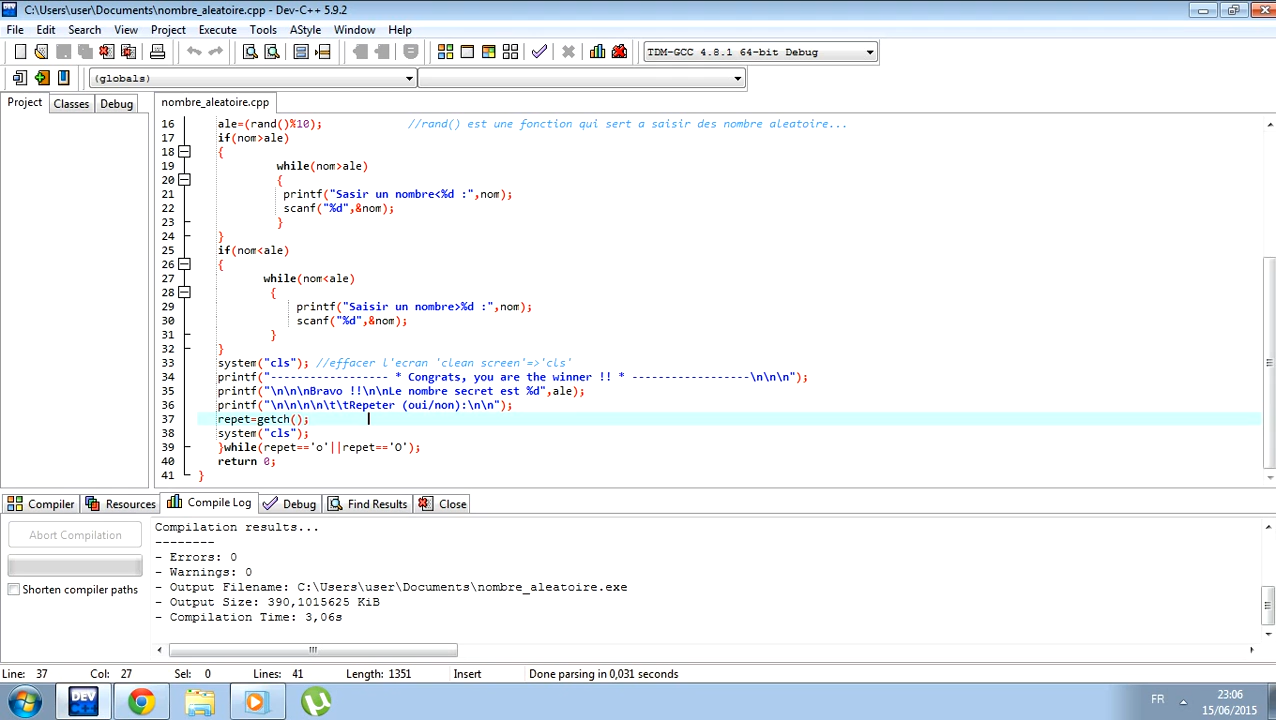 C:\Users\user\Documents\nombre_aleatoire.cpp - Dev-C++ 5.9.2
File Edit Search View Project Execute Tools AStyle Window Help
TDM-GCC 4.8.1 64-bit Debug
(globals)
Project Classes Debug
nombre_aleatoire.cpp
16 ale=(rand()%10); //rand() est une fonction qui sert a saisir des nombre aleatoire...
17 if(nom>ale)
18 {
19 while(nom>ale)
20 {
21 printf("Sasir un nombre<%d :",nom);
22 scanf("%d",&nom);
23 }
24 }
25 if(nom<ale)
26 {
27 while(nom<ale)
28 {
29 printf("Saisir un nombre>%d :",nom);
30 scanf("%d",&nom);
31 }
32 }
33 system("cls"); //effacer l'ecran 'clean screen'=>'cls'
34 printf("------------------ * Congrats, you are the winner !! * ------------------\n\n\n");
35 printf("\n\n\nBravo !!\n\nLe nombre secret est %d",ale);
36 printf("\n\n\n\n\t\tRepeter (oui/non):\n\n");
37 repet=getch();
38 system("cls");
39 }while(repet=='o'||repet=='O');
40 return 0;
41 }
Compiler Resources Compile Log Debug Find Results Close
Abort Compilation
Shorten compiler paths
Compilation results...
--------
- Errors: 0
- Warnings: 0
- Output Filename: C:\Users\user\Documents\nombre_aleatoire.exe
- Output Size: 390,1015625 KiB
- Compilation Time: 3,06s
Line: 37 Col: 27 Sel: 0 Lines: 41 Length: 1351 Insert Done parsing in 0,031 seconds
DEV
FR
23:06
15/06/2015